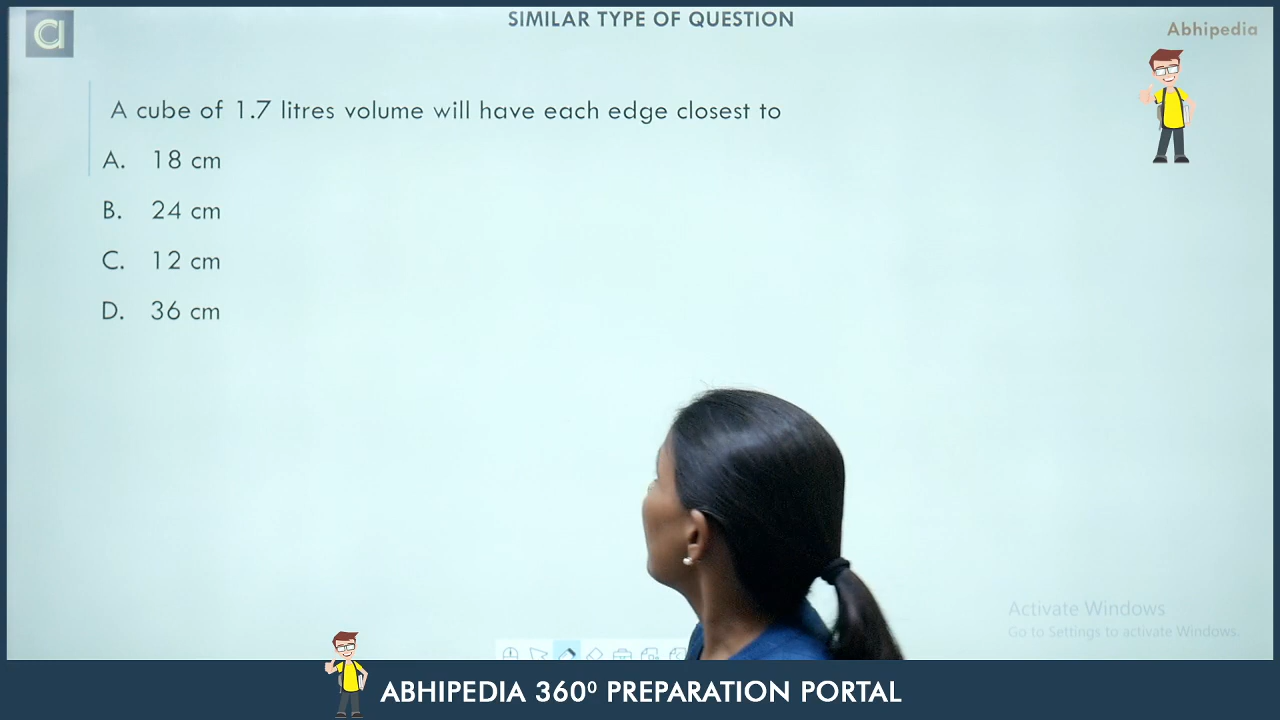 SIMILAR TYPE OF QUESTION
a
Abhipedia
A cube of 1.7 litres volume will have each edge closest to
A. 18 cm
B. 24 cm
C. 12 cm
D. 36 cm
Activate Windows
Go to Settings to activate Windows.
ABHIPEDIA 360⁰ PREPARATION PORTAL